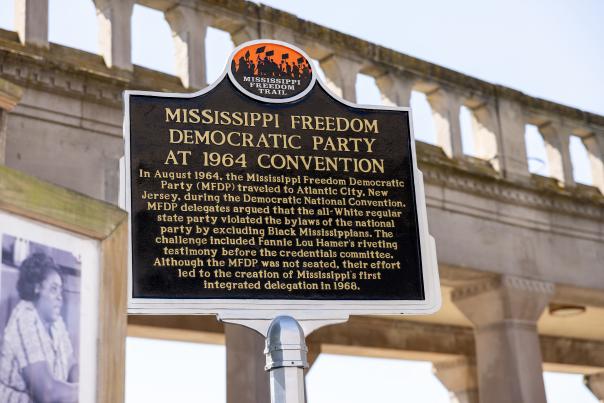 MISSISSIPPI
FREEDOM
TRAIL
MISSISSIPPI FREEDOM
DEMOCRATIC PARTY
AT 1964 CONVENTION
In August 1964, the Mississippi Freedom Democratic
Party (MFDP) traveled to Atlantic City, New
Jersey, during the Democratic National Convention.
MFDP delegates argued that the all-White regular
state party violated the bylaws of the national
party by excluding Black Mississippians. The
challenge included Fannie Lou Hamer's riveting
testimony before the credentials committee.
Although the MFDP was not seated, their effort
led to the creation of Mississippi's first
integrated delegation in 1968.